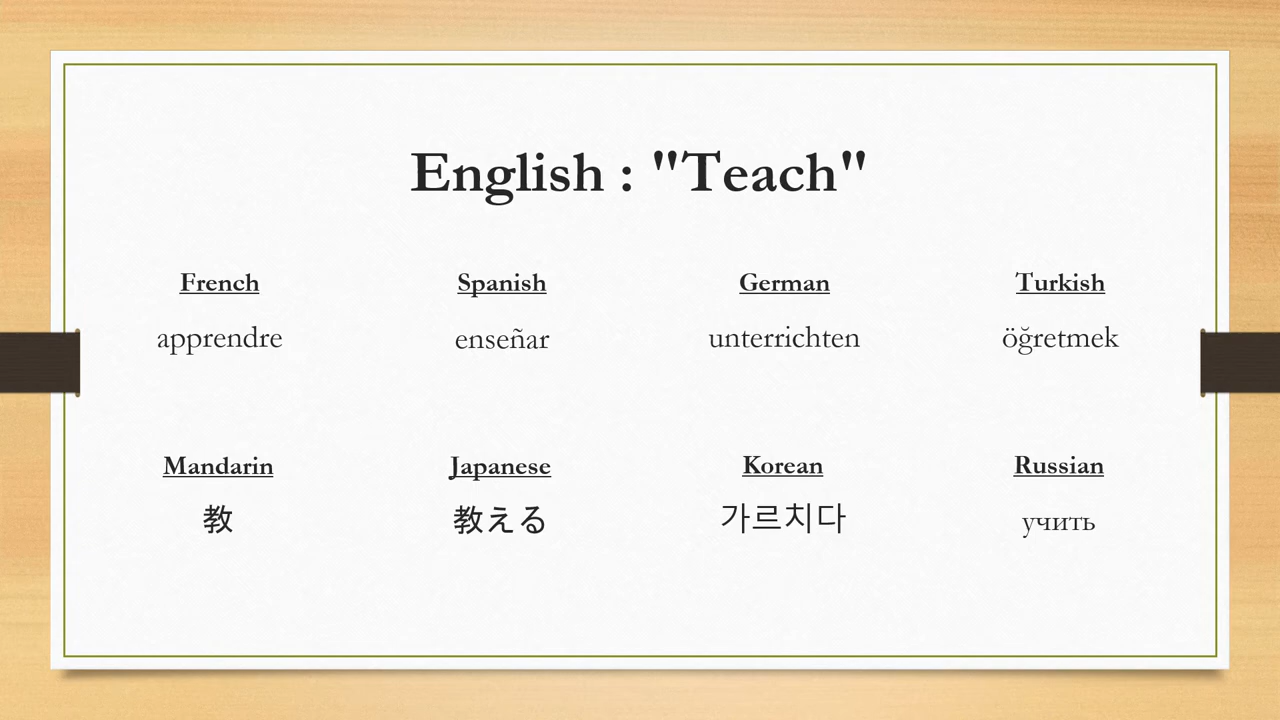 English : "Teach"
French Spanish German Turkish
apprendre enseñar unterrichten öğretmek
Mandarin Japanese Korean Russian
教 教える 가르치다 учить